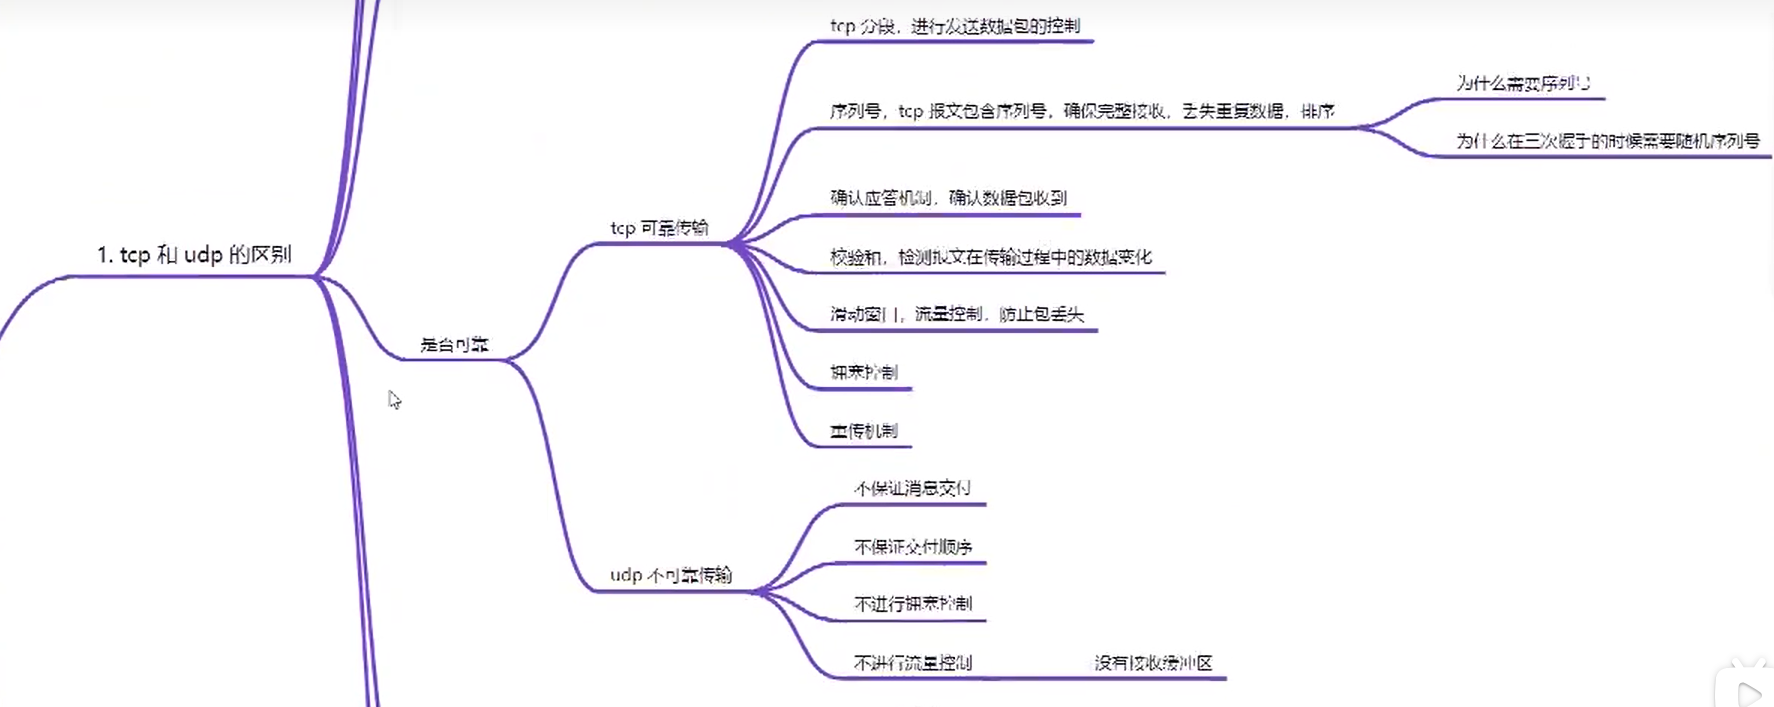 tcp 分段，进行发送数据包的控制
为什么需要序列号
序列号，tcp 报文包含序列号，确保完整接收，丢失重复数据，排序
为什么在三次握手的时候需要随机序列号
确认应答机制，确认数据包收到
tcp 可靠传输
1. tcp 和 udp 的区别
校验和，检测报文在传输过程中的数据变化
滑动窗口，流量控制，防止包丢失
是否可靠
拥塞控制
重传机制
不保证消息交付
不保证交付顺序
udp 不可靠传输
不进行拥塞控制
不进行流量控制
没有接收缓冲区